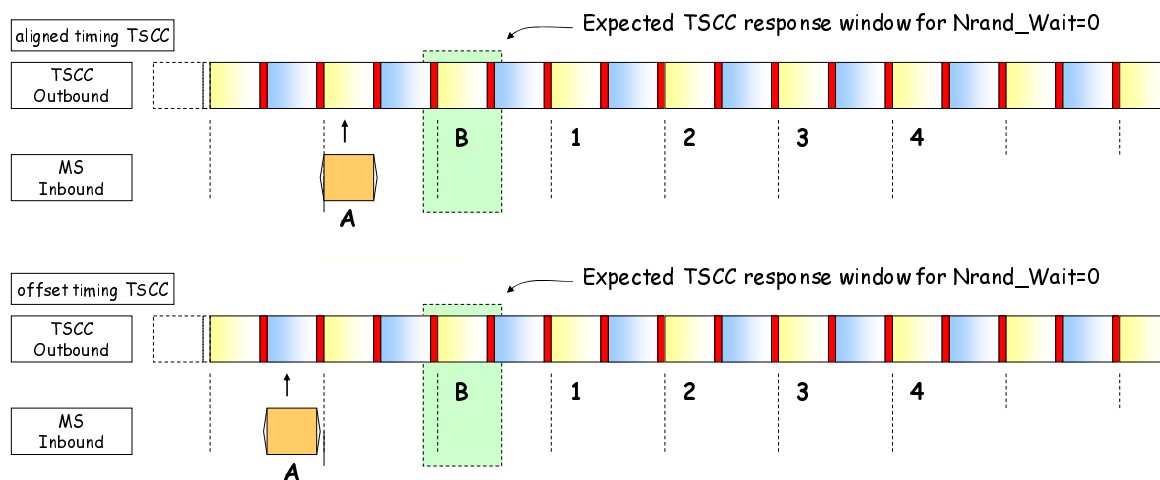 aligned timing TSCC
Expected TSCC response window for Nrand_Wait=0
TSCC
Outbound
B 1 2 3 4
MS
Inbound
A
offset timing TSCC
Expected TSCC response window for Nrand_Wait=0
TSCC
Outbound
B 1 2 3 4
MS
Inbound
A